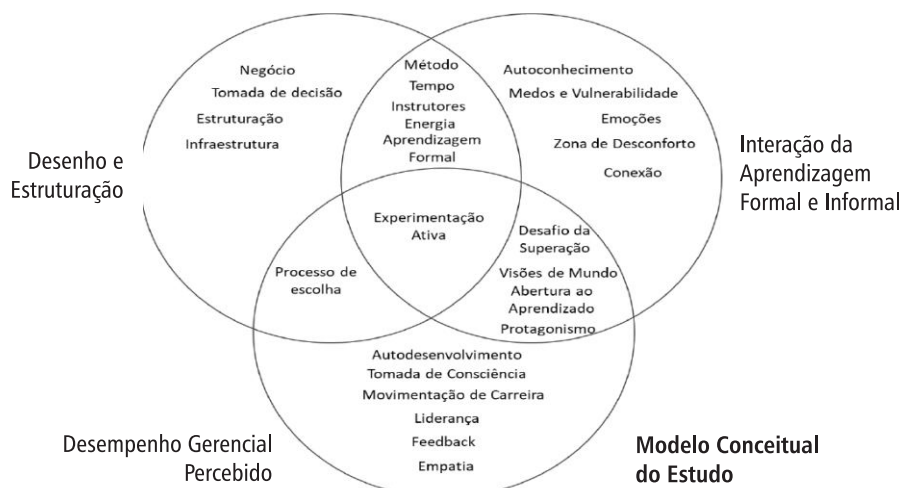 Negócio
Tomada de decisão
Estruturação
Infraestrutura
Desenho e
Estruturação
Método
Tempo
Instrutores
Energia
Aprendizagem
Formal
Autoconhecimento
Medos e Vulnerabilidade
Emoções
Zona de Desconforto
Conexão
Interação da
Aprendizagem
Formal e Informal
Experimentação
Ativa
Processo de
escolha
Desafio da
Superação
Visões de Mundo
Abertura ao
Aprendizado
Protagonismo
Autodesenvolvimento
Tomada de Consciência
Movimentação de Carreira
Liderança
Feedback
Empatia
Desempenho Gerencial
Percebido
Modelo Conceitual
do Estudo